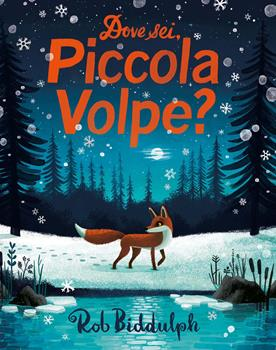 Dove sei,
Piccola
Volpe?
Rob Biddulph